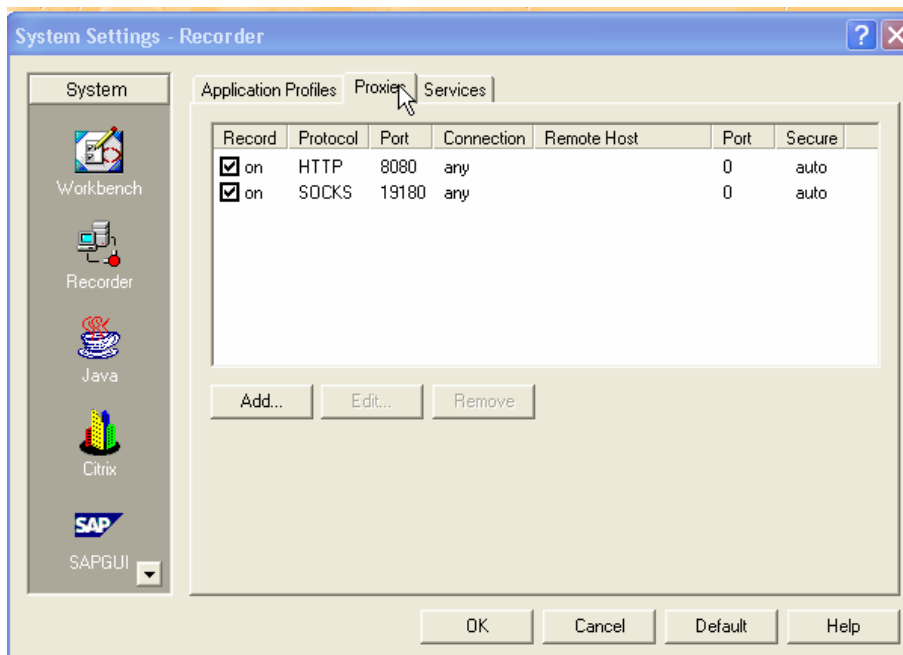 System Settings - Recorder
System
Application Profiles Proxies Services
Record Protocol Port Connection Remote Host Port Secure
on HTTP 8080 any 0 auto
on SOCKS 19180 any 0 auto
Workbench
Recorder
Java
Citrix
SAP
SAPGUI
Add... Edit... Remove
OK Cancel Default Help